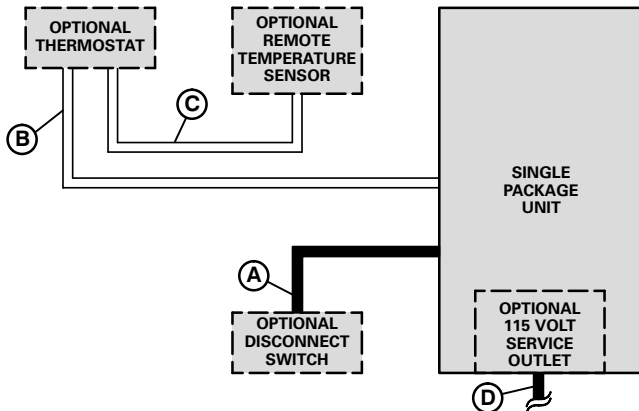 OPTIONAL
THERMOSTAT
OPTIONAL
REMOTE
TEMPERATURE
SENSOR
C
B
SINGLE
PACKAGE
UNIT
A
OPTIONAL
DISCONNECT
SWITCH
OPTIONAL
115 VOLT
SERVICE
OUTLET
D